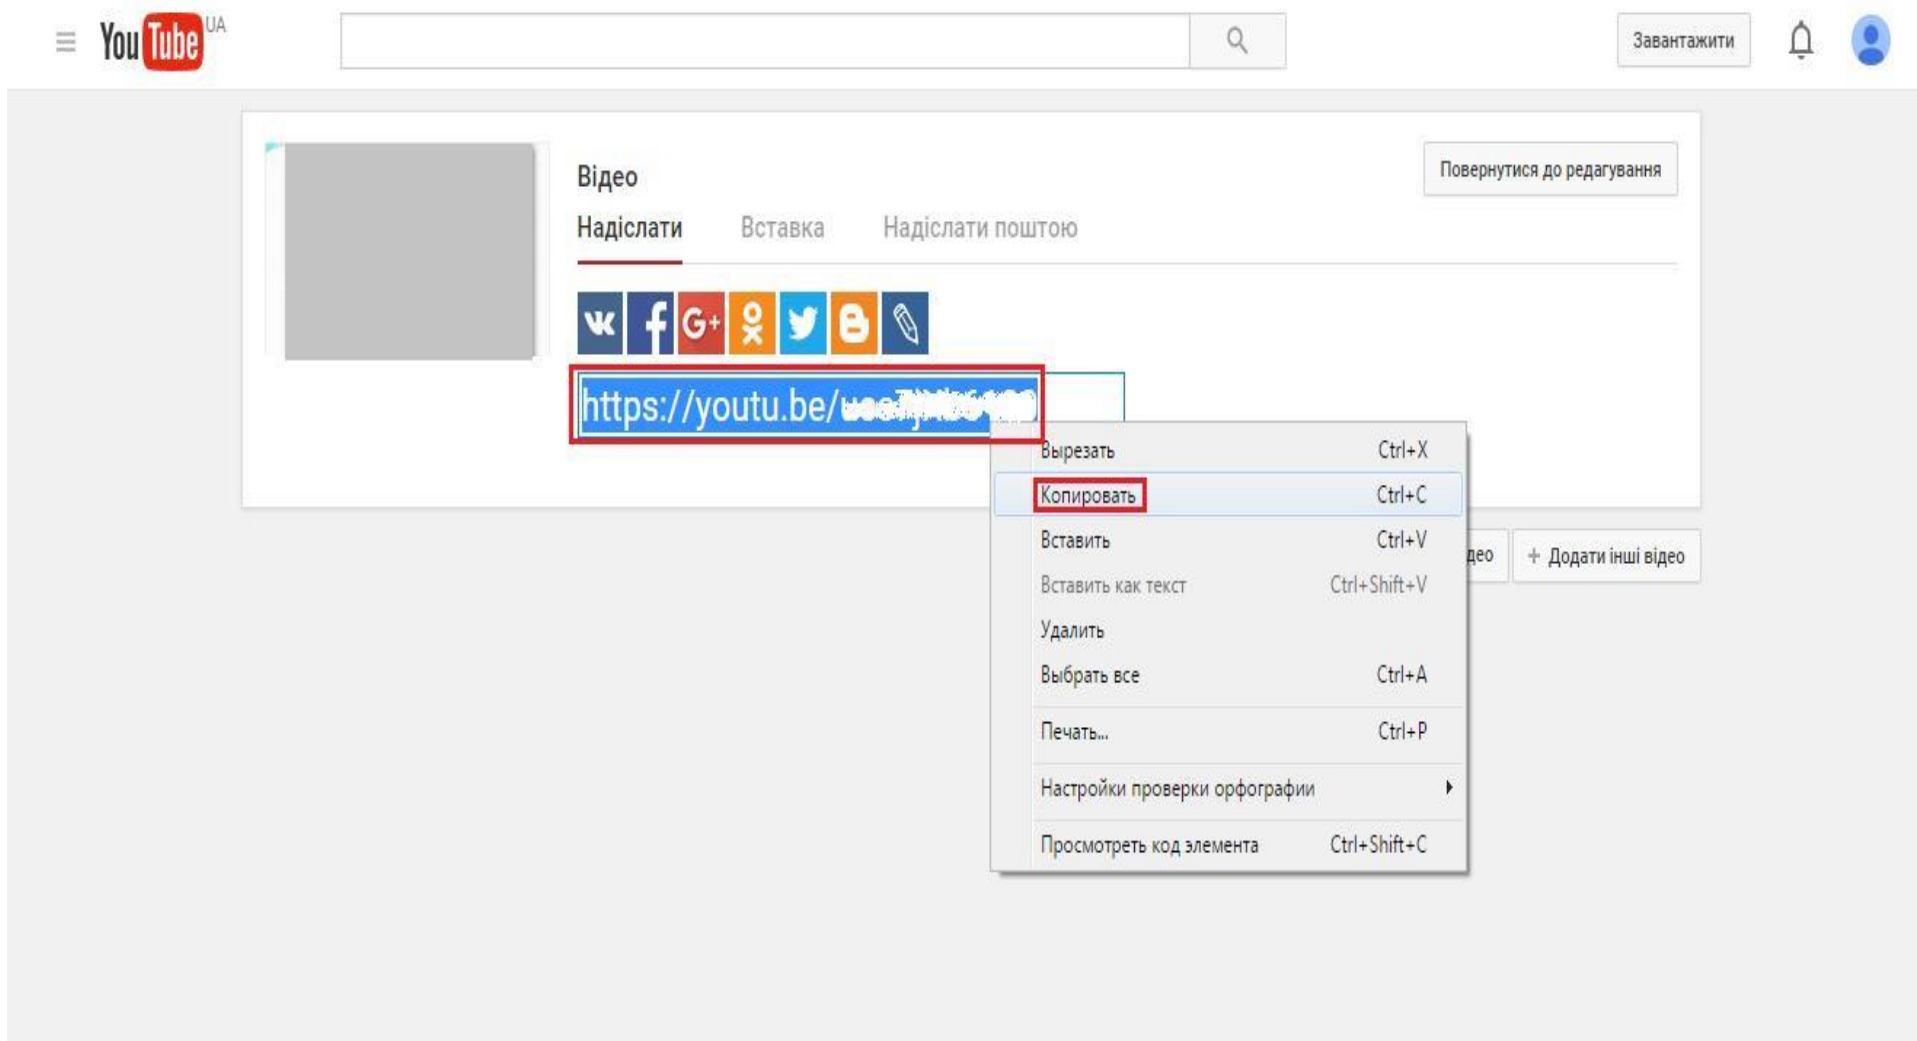 YouTube UA
Завантажити
Відео
Повернутися до редагування
Надіслати Вставка Надіслати поштою
G+
https://youtu.be/
Вырезать Ctrl+X
Копировать Ctrl+C
Вставить Ctrl+V
део + Додати інші відео
Вставить как текст Ctrl+Shift+V
Удалить
Выбрать все Ctrl+A
Печать... Ctrl+P
Настройки проверки орфографии
Просмотреть код элемента Ctrl+Shift+C